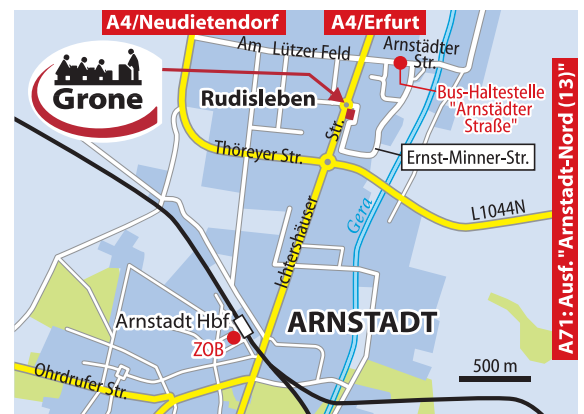 A4/Neudietendorf
A4/Erfurt
Am Lützer Feld
Arnstädter
Str.
Grone
Rudisleben
Bus-Haltestelle
"Arnstädter
Straße"
Ernst-Minner-Str.
Thöreyer Str.
Ichtershäuser Str.
Gera
L1044N
A71: Ausf. "Arnstadt-Nord (13)"
Arnstadt Hbf
ARNSTADT
ZOB
Ohrdrufer Str.
500 m